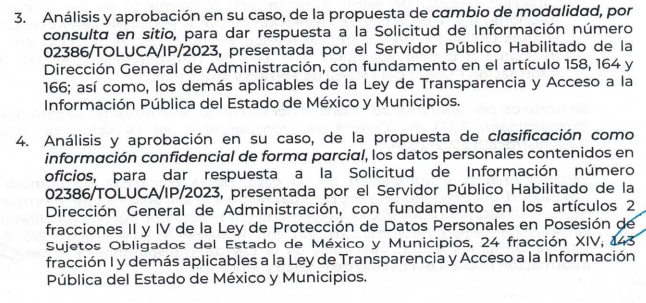 3. Análisis y aprobación en su caso, de la propuesta de cambio de modalidad, por
consulta en sitio, para dar respuesta a la Solicitud de Información número
02386/TOLUCA/IP/2023, presentada por el Servidor Público Habilitado de la
Dirección General de Administración, con fundamento en el artículo 158, 164 y
166; así como, los demás aplicables de la Ley de Transparencia y Acceso a la
Información Pública del Estado de México y Municipios.
4. Análisis y aprobación en su caso, de la propuesta de clasificación como
información confidencial de forma parcial, los datos personales contenidos en
oficios, para dar respuesta a la Solicitud de Información número
02386/TOLUCA/IP/2023, presentada por el Servidor Público Habilitado de la
Dirección General de Administración, con fundamento en los artículos 2
fracciones II y IV de la Ley de Protección de Datos Personales en Posesión de
Sujetos Obligados del Estado de México y Municipios, 24 fracción XIV, 143
fracción I y demás aplicables a la Ley de Transparencia y Acceso a la Información
Pública del Estado de México y Municipios.